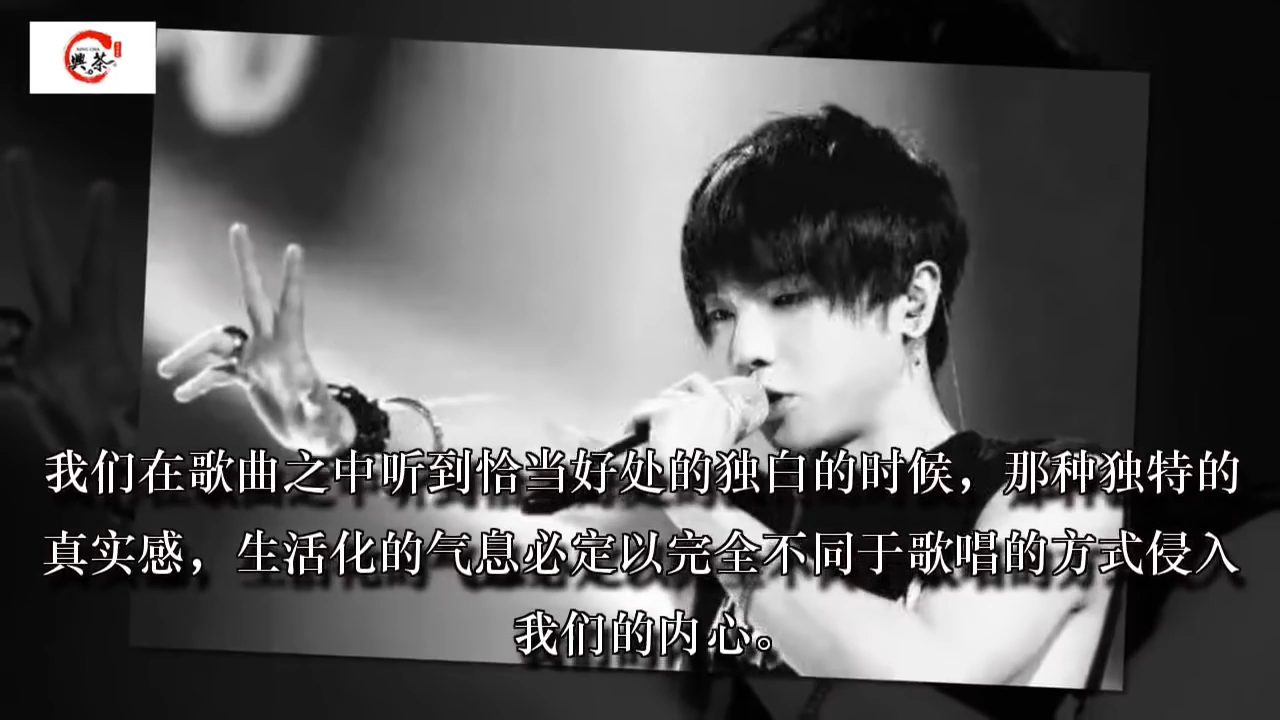 興茶
我们在歌曲之中听到恰当好处的独白的时候，那种独特的
真实感，生活化的气息必定以完全不同于歌唱的方式侵入
我们的内心。